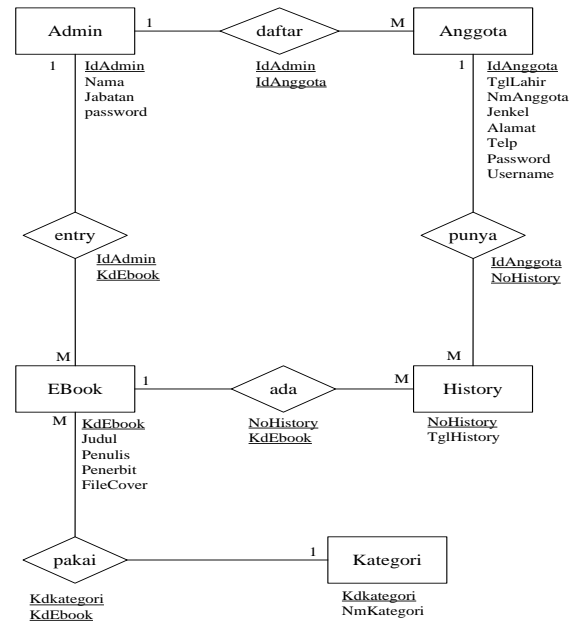 Admin
1
daftar
M
Anggota
1
IdAdmin
Nama
Jabatan
password
IdAdmin
IdAnggota
1
IdAnggota
TglLahir
NmAnggota
Jenkel
Alamat
Telp
Password
Username
entry
IdAdmin
KdEbook
punya
IdAnggota
NoHistory
M
M
EBook
1
ada
M
History
M
KdEbook
Judul
Penulis
Penerbit
FileCover
NoHistory
KdEbook
NoHistory
TglHistory
pakai
1
Kategori
Kdkategori
KdEbook
Kdkategori
NmKategori